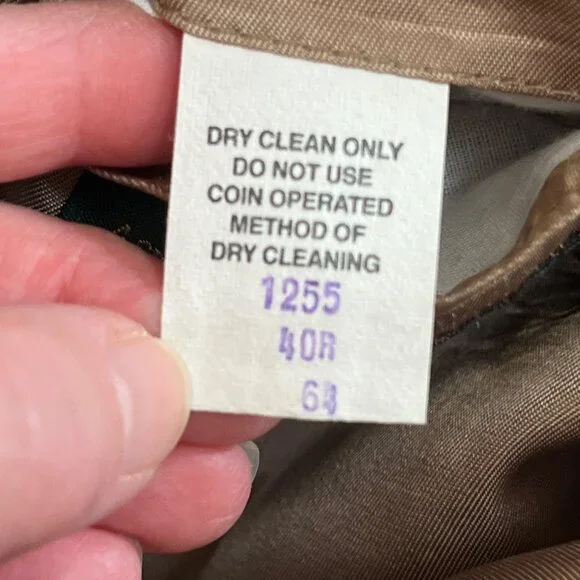 DRY CLEAN ONLY
DO NOT USE
COIN OPERATED
METHOD OF
DRY CLEANING
1255
40R